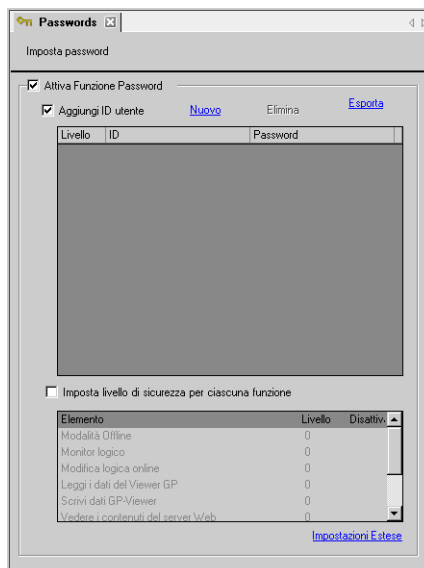 Passwords
Imposta password
Attiva Funzione Password
Aggiungi ID utente Nuovo Elimina Esporta
Livello ID Password
Imposta livello di sicurezza per ciascuna funzione
Elemento Livello Disattiv.
Modalità Offline 0
Monitor logico 0
Modifica logica online 0
Leggi i dati del Viewer GP 0
Scrivi dati GP-Viewer 0
Vedere i contenuti del server Web 0
Impostazioni Estese